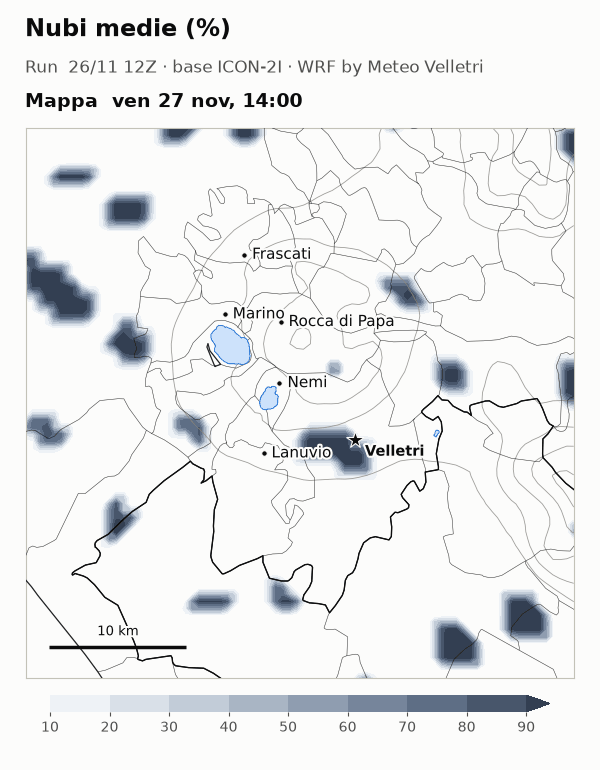 Nubi medie (%)
Run  26/11 12Z · base ICON-2I · WRF by Meteo Velletri
Mappa  ven 27 nov, 14:00
Frascati
Marino
Rocca di Papa
Nemi
Velletri
Lanuvio
10 km
10 20 30 40 50 60 70 80 90